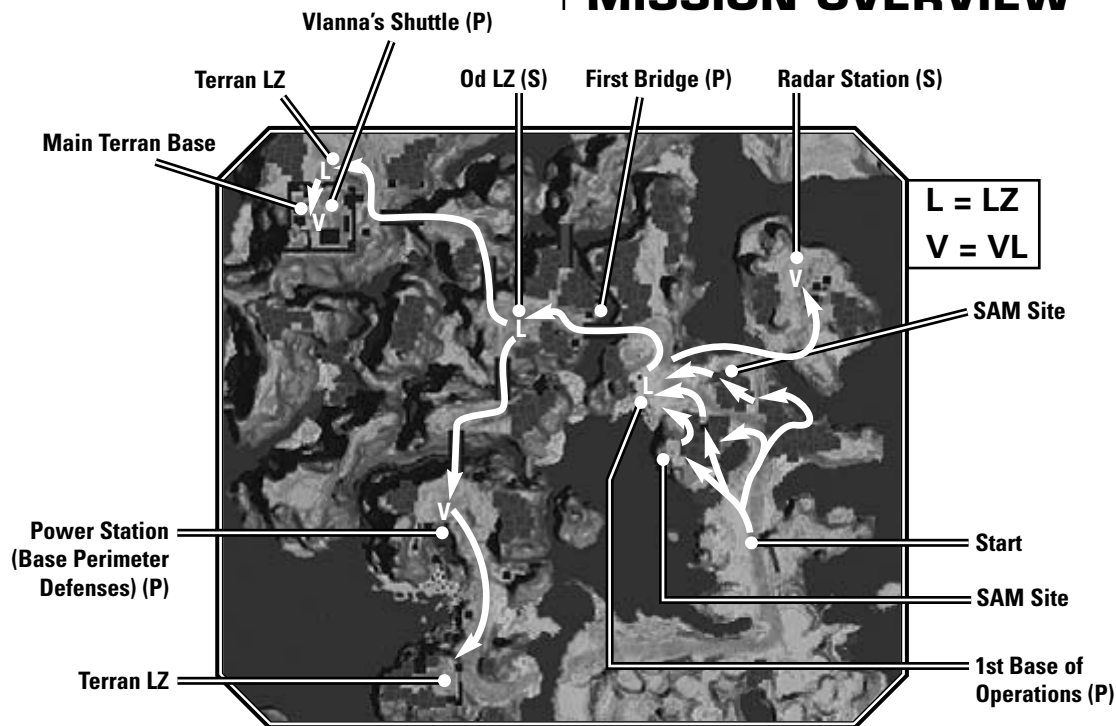 MISSION OVERVIEW
Vlanna's Shuttle (P)
Terran LZ
Od LZ (S)
First Bridge (P)
Radar Station (S)
Main Terran Base
L = LZ
V = VL
L
V
V
SAM Site
L
L
V
Power Station
(Base Perimeter
Defenses) (P)
Start
SAM Site
Terran LZ
1st Base of
Operations (P)